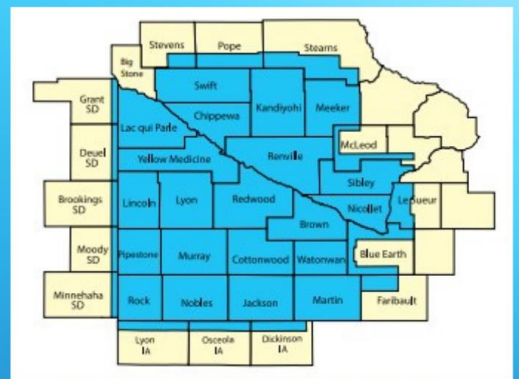 Stevens
Pope
Stearns
Big
Stone
Swift
Grant
SD
Kandiyohi
Meeker
Chippewa
Lac qui Parle
McLeod
Deuel
SD
Renville
Yellow Medicine
Sibley
Brookings
SD
Lincoln
Lyon
Redwood
Nicollet
LeSueur
Brown
Moody
SD
Pipestone
Murray
Cottonwood
Watonwan
Blue Earth
Minnehaha
SD
Rock
Nobles
Jackson
Martin
Faribault
Lyon
IA
Osceola
IA
Dickinson
IA